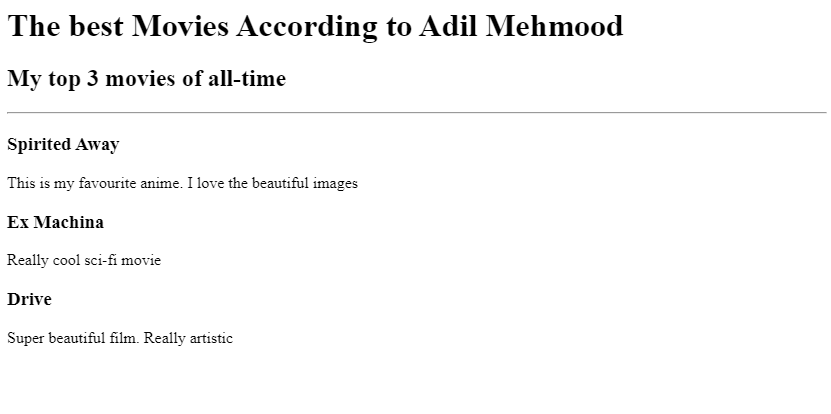 The best Movies According to Adil Mehmood
My top 3 movies of all-time
Spirited Away
This is my favourite anime. I love the beautiful images
Ex Machina
Really cool sci-fi movie
Drive
Super beautiful film. Really artistic